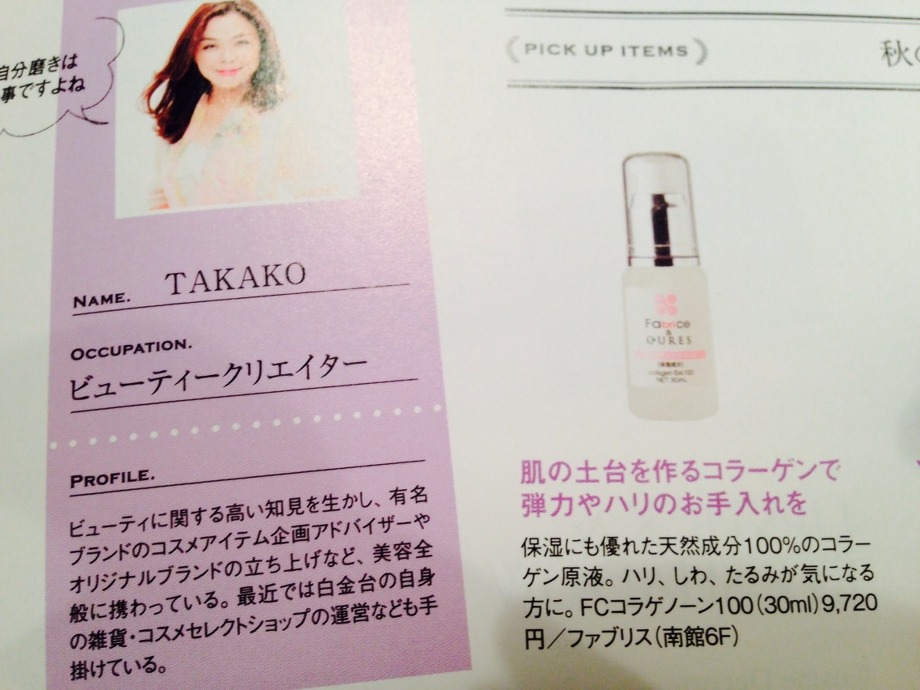 自分磨きは
事ですよね
NAME. TAKAKO
OCCUPATION.
ビューティークリエイター
PROFILE.
ビューティに関する高い知見を生かし、有名
ブランドのコスメアイテム企画アドバイザーや
オリジナルブランドの立ち上げなど、美容全
般に携わっている。最近では白金台の自身
の雑貨・コスメセレクトショップの運営なども手
掛けている。
PICK UP ITEMS
秋の
Fabrice
&
CURES
NET 30mL
肌の土台を作るコラーゲンで
弾力やハリのお手入れを
保湿にも優れた天然成分100%のコラー
ゲン原液。ハリ、しわ、たるみが気になる
方に。FCコラゲノーン100(30ml)9,720
円/ファブリス(南館6F)